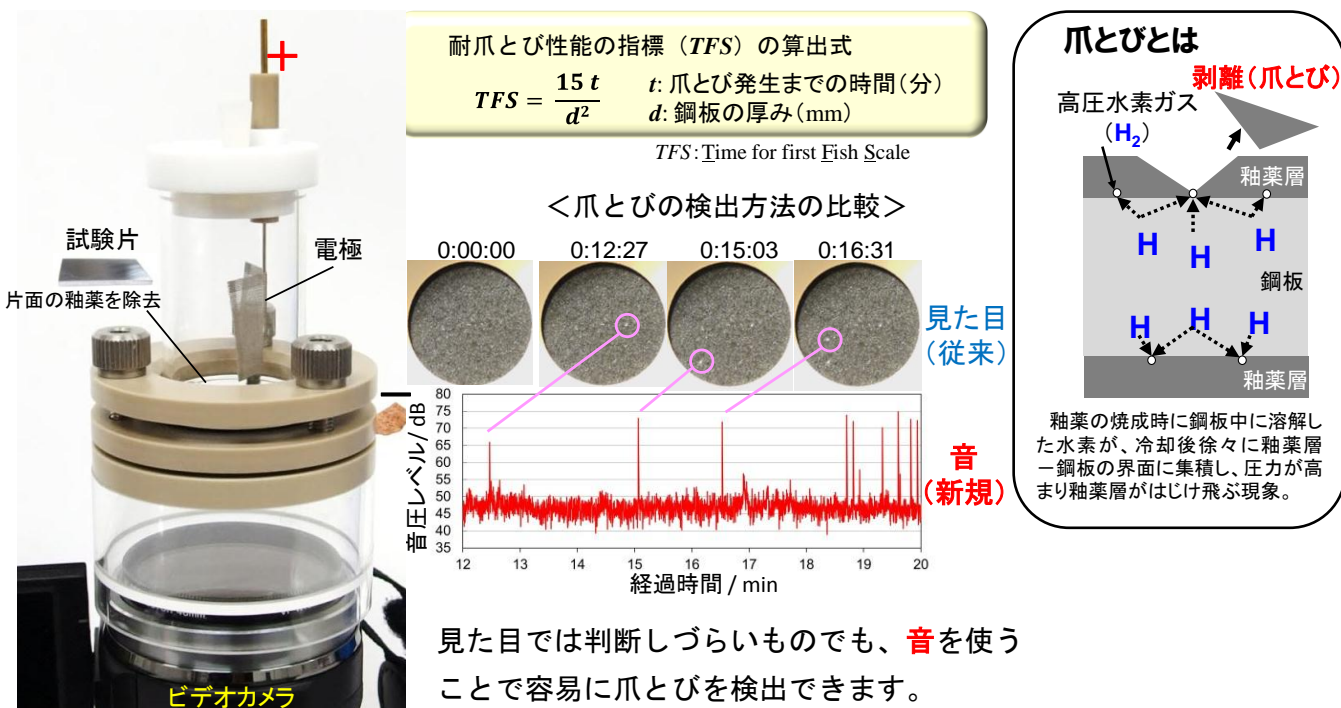 +
試験片
片面の釉薬を除去
電極
−
ビデオカメラ
耐爪とび性能の指標（TFS）の算出式
TFS = 15 t / d²
t: 爪とび発生までの時間（分）
d: 鋼板の厚み（mm）
TFS:Time for first Fish Scale
＜爪とびの検出方法の比較＞
0:00:00 0:12:27 0:15:03 0:16:31
見た目
（従来）
音圧レベル/ dB
80
75
70
65
60
55
50
45
40
35
12 13 14 15 16 17 18 19 20
経過時間 / min
音
（新規）
見た目では判断しづらいものでも、音を使う
ことで容易に爪とびを検出できます。
爪とびとは
剥離（爪とび）
高圧水素ガス
（H₂）
釉薬層
H H H
鋼板
H H H
釉薬層
釉薬の焼成時に鋼板中に溶解し
た水素が、冷却後徐々に釉薬層
－鋼板の界面に集積し、圧力が高
まり釉薬層がはじけ飛ぶ現象。